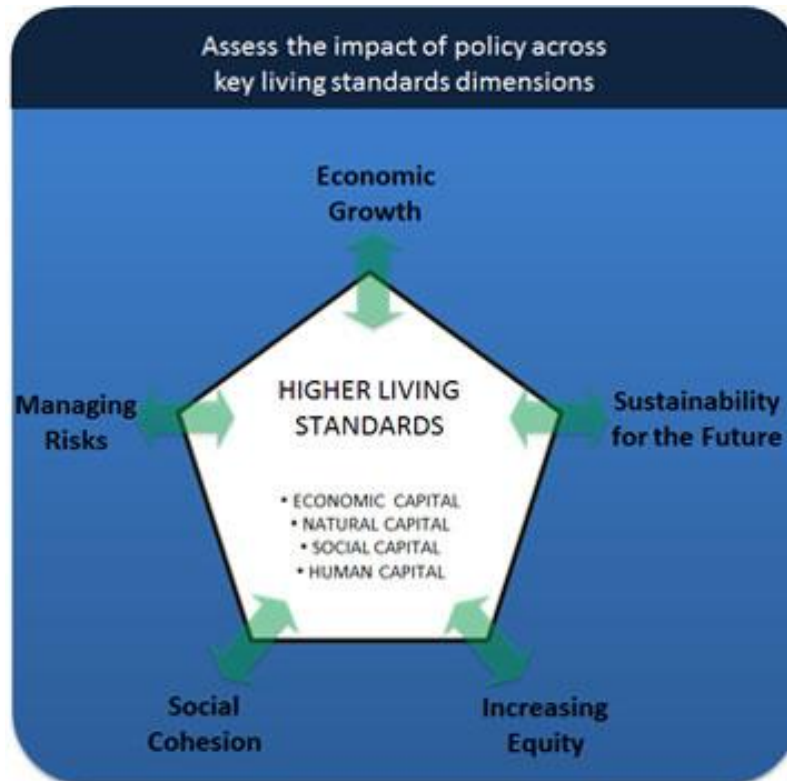 Assess the impact of policy across
key living standards dimensions
Economic
Growth
Managing
Risks
HIGHER LIVING
STANDARDS
• ECONOMIC CAPITAL
• NATURAL CAPITAL
• SOCIAL CAPITAL
• HUMAN CAPITAL
Sustainability
for the Future
Social
Cohesion
Increasing
Equity